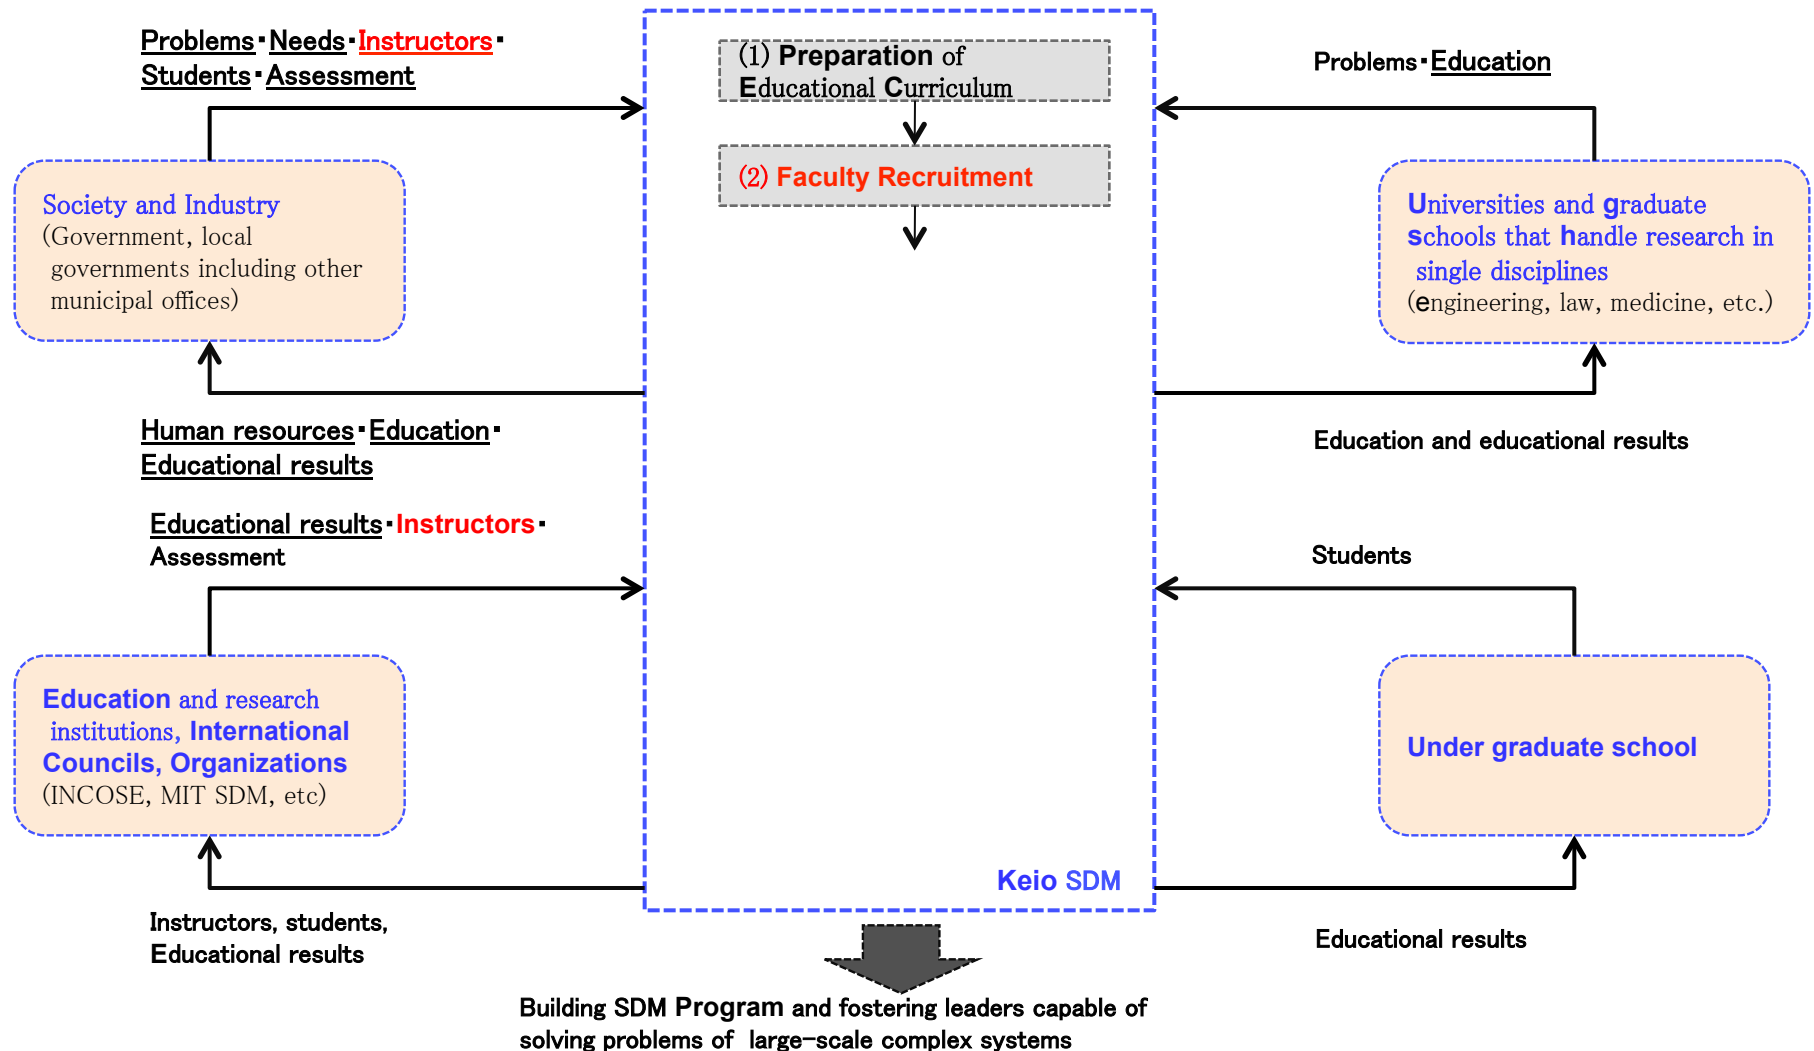 Problems・Needs・Instructors・
Students・Assessment
(1) Preparation of
Educational Curriculum
Problems・Education
(2) Faculty Recruitment
Society and Industry
(Government, local
governments including other
municipal offices)
Universities and graduate
schools that handle research in
single disciplines
(engineering, law, medicine, etc.)
Human resources・Education・
Educational results
Education and educational results
Educational results・Instructors・
Assessment
Students
Education and research
institutions, International
Councils, Organizations
(INCOSE, MIT SDM, etc)
Under graduate school
Keio SDM
Instructors, students,
Educational results
Educational results
Building SDM Program and fostering leaders capable of
solving problems of large-scale complex systems